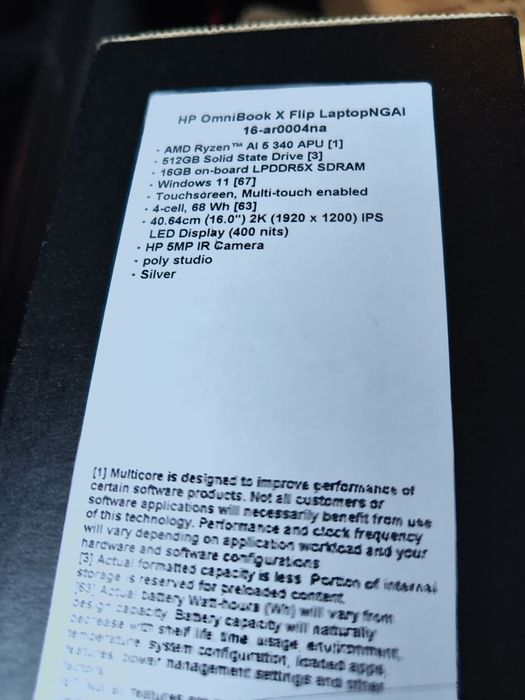 HP OmniBook X Flip LaptopNGAI
16-ar0004na
· AMD Ryzen™ AI 5 340 APU [1]
· 512GB Solid State Drive [3]
· 16GB on-board LPDDR5X SDRAM
· Windows 11 [67]
· Touchscreen, Multi-touch enabled
· 4-cell, 68 Wh [63]
· 40.64cm (16.0") 2K (1920 x 1200) IPS
LED Display (400 nits)
· HP 5MP IR Camera
· poly studio
· Silver
[1] Multicore is designed to improve performance of
certain software products. Not all customers or
software applications will necessarily benefit from use
of this technology. Performance and clock frequency
will vary depending on application workload and your
hardware and software configurations
[3] Actual formatted capacity is less Portion of internal
storage is reserved for preloaded content.
[63] Actual battery Watt-hours (Wh) will vary from
design capacity Battery capacity will naturally
decrease with shelf life, time, usage, environment,
temperature system configuration, loaded apps,
features, power management settings and other
factors